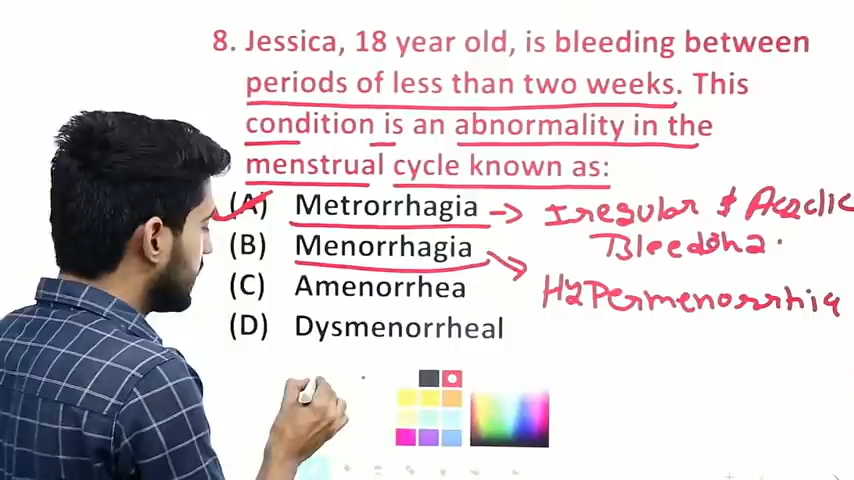 8. Jessica, 18 year old, is bleeding between
periods of less than two weeks. This
condition is an abnormality in the
menstrual cycle known as:
(A) Metrorrhagia → Irregular & Acyclic
Bleeding.
(B) Menorrhagia → Hypermenorrhia
(C) Amenorrhea
(D) Dysmenorrheal